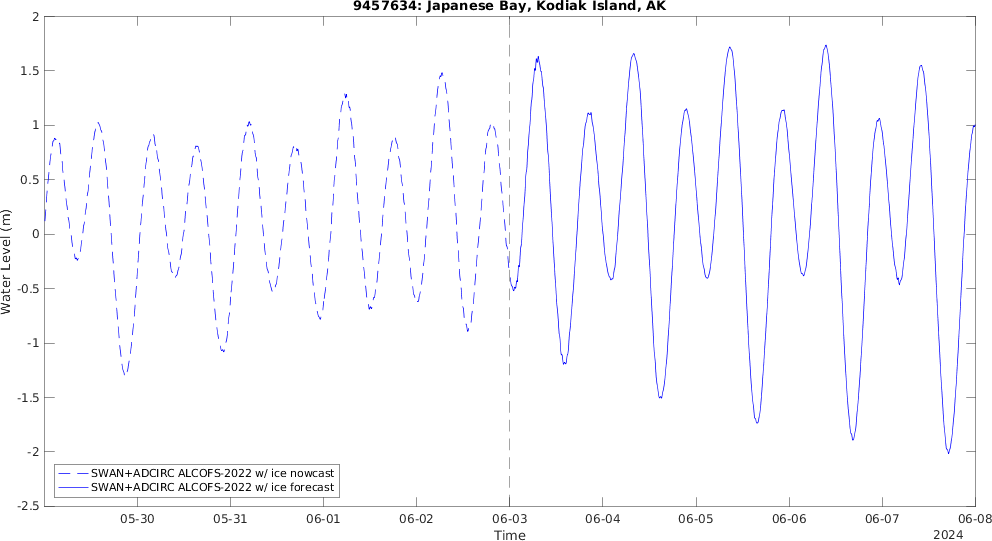 9457634: Japanese Bay, Kodiak Island, AK
Water Level (m)
2
1.5
1
0.5
0
-0.5
-1
-1.5
-2
-2.5
SWAN+ADCIRC ALCOFS-2022 w/ ice nowcast
SWAN+ADCIRC ALCOFS-2022 w/ ice forecast
05-30 05-31 06-01 06-02 06-03 06-04 06-05 06-06 06-07 06-08
Time
2024